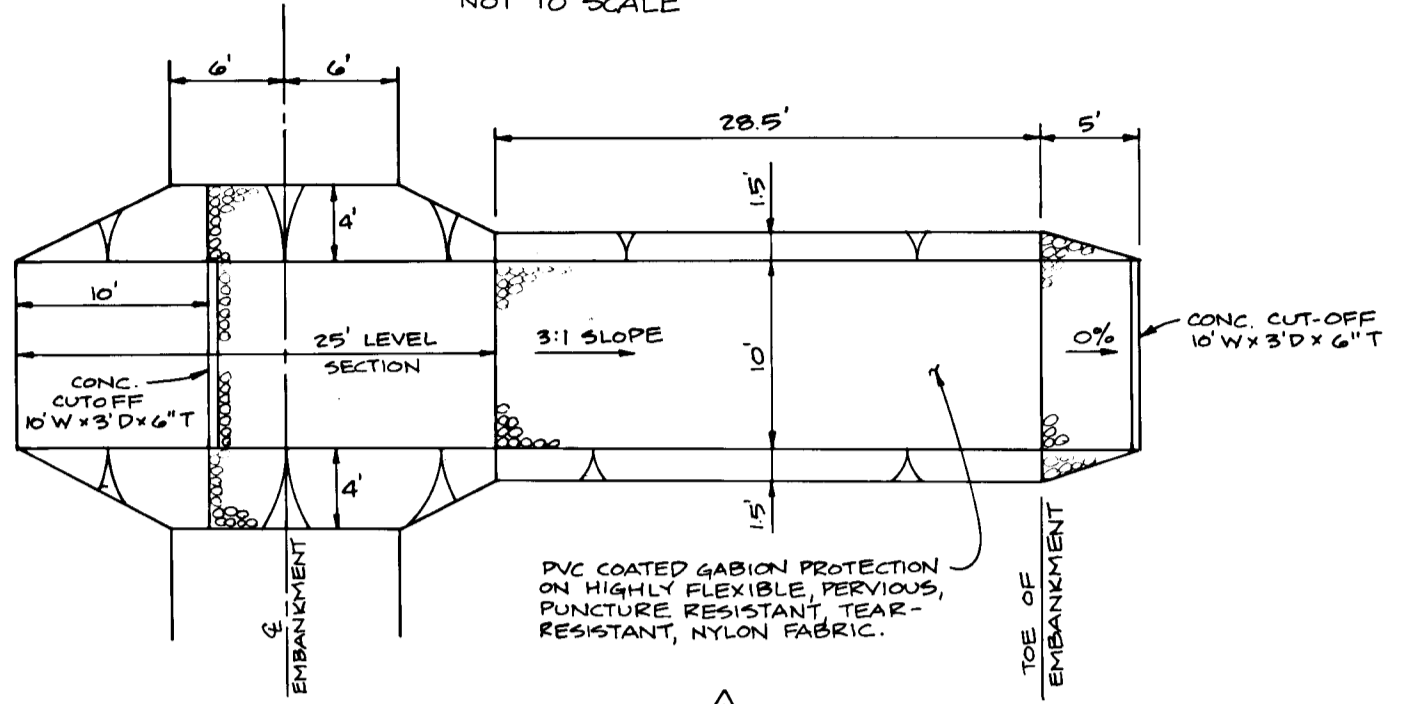 NOT TO SCALE
6' 6'
28.5' 5'
1.5'
4'
10'
25' LEVEL
SECTION
3:1 SLOPE
10'
0%
CONC. CUT-OFF
10' W x 3' D x 6" T
CONC.
CUTOFF
10' W x 3' D x 6" T
4'
1.5'
℄
EMBANKMENT
PVC COATED GABION PROTECTION
ON HIGHLY FLEXIBLE, PERVIOUS,
PUNCTURE RESISTANT, TEAR-
RESISTANT, NYLON FABRIC.
TOE OF
EMBANKMENT